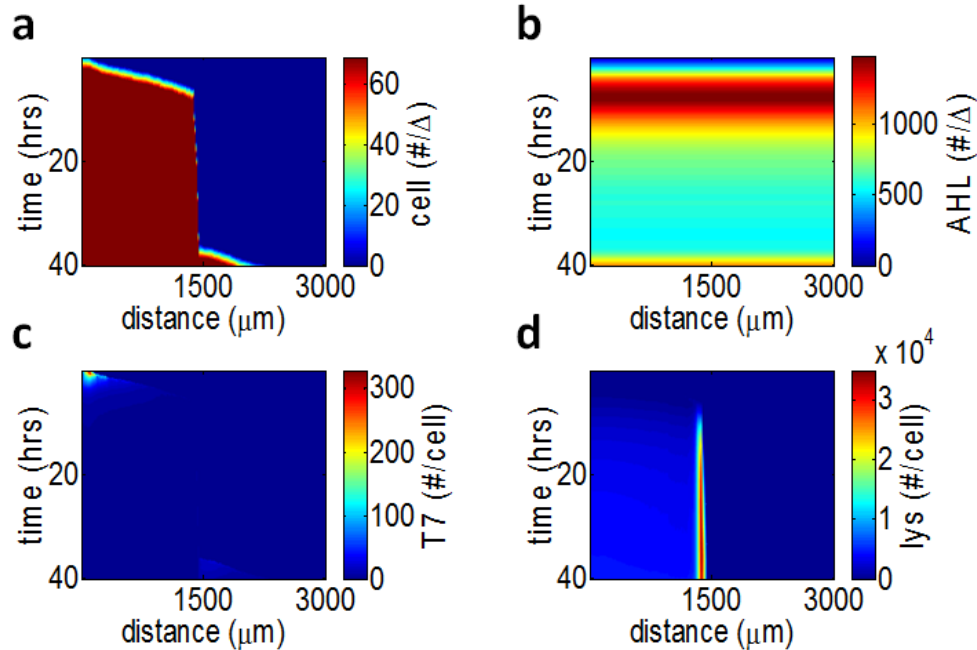 a
time (hrs)
20
40
1500
3000
distance (μm)
60
40
20
0
cell (#/Δ)
b
time (hrs)
20
40
1500
3000
distance (μm)
1000
500
0
AHL (#/Δ)
c
time (hrs)
20
40
1500
3000
distance (μm)
300
200
100
0
T7 (#/cell)
d
time (hrs)
20
40
1500
3000
distance (μm)
x 10⁴
3
2
1
0
lys (#/cell)